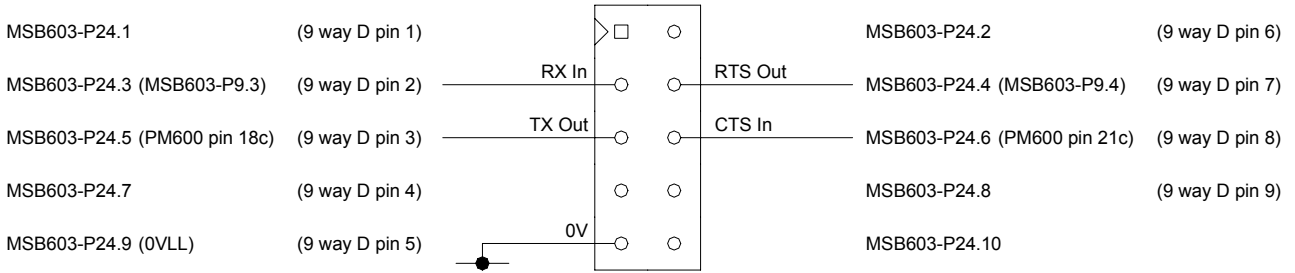 MSB603-P24.1 (9 way D pin 1) MSB603-P24.2 (9 way D pin 6)
MSB603-P24.3 (MSB603-P9.3) (9 way D pin 2) RX In RTS Out MSB603-P24.4 (MSB603-P9.4) (9 way D pin 7)
MSB603-P24.5 (PM600 pin 18c) (9 way D pin 3) TX Out CTS In MSB603-P24.6 (PM600 pin 21c) (9 way D pin 8)
MSB603-P24.7 (9 way D pin 4) MSB603-P24.8 (9 way D pin 9)
MSB603-P24.9 (0VLL) (9 way D pin 5) 0V MSB603-P24.10